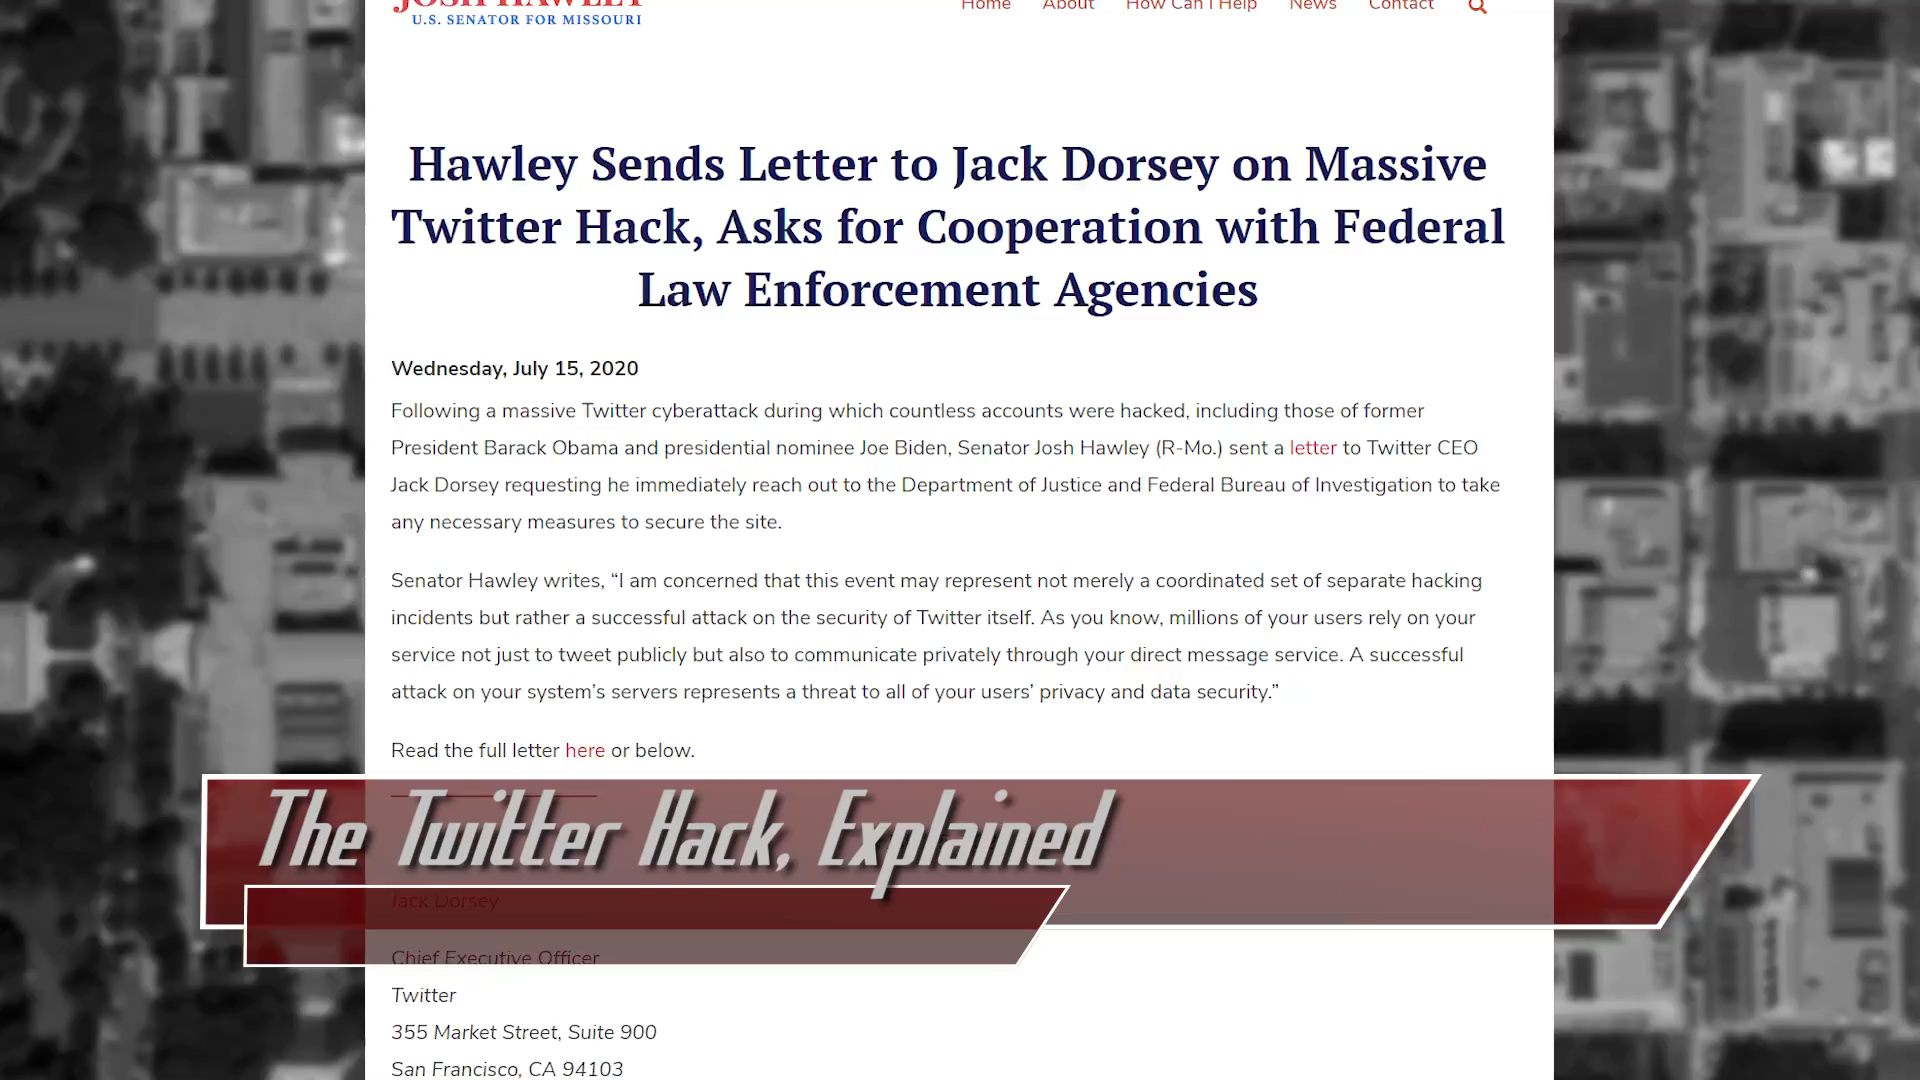 JOSH HAWLEY
U.S. SENATOR FOR MISSOURI
Home About How Can I Help News Contact
Hawley Sends Letter to Jack Dorsey on Massive
Twitter Hack, Asks for Cooperation with Federal
Law Enforcement Agencies
Wednesday, July 15, 2020
Following a massive Twitter cyberattack during which countless accounts were hacked, including those of former
President Barack Obama and presidential nominee Joe Biden, Senator Josh Hawley (R-Mo.) sent a letter to Twitter CEO
Jack Dorsey requesting he immediately reach out to the Department of Justice and Federal Bureau of Investigation to take
any necessary measures to secure the site.
Senator Hawley writes, “I am concerned that this event may represent not merely a coordinated set of separate hacking
incidents but rather a successful attack on the security of Twitter itself. As you know, millions of your users rely on your
service not just to tweet publicly but also to communicate privately through your direct message service. A successful
attack on your system’s servers represents a threat to all of your users’ privacy and data security.”
Read the full letter here or below.
The Twitter Hack, Explained
Jack Dorsey
Chief Executive Officer
Twitter
355 Market Street, Suite 900
San Francisco, CA 94103